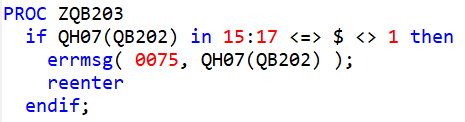 PROC ZQB203
if QH07(QB202) in 15:17 <=> $ <> 1 then
errmsg( 0075, QH07(QB202) );
reenter
endif;